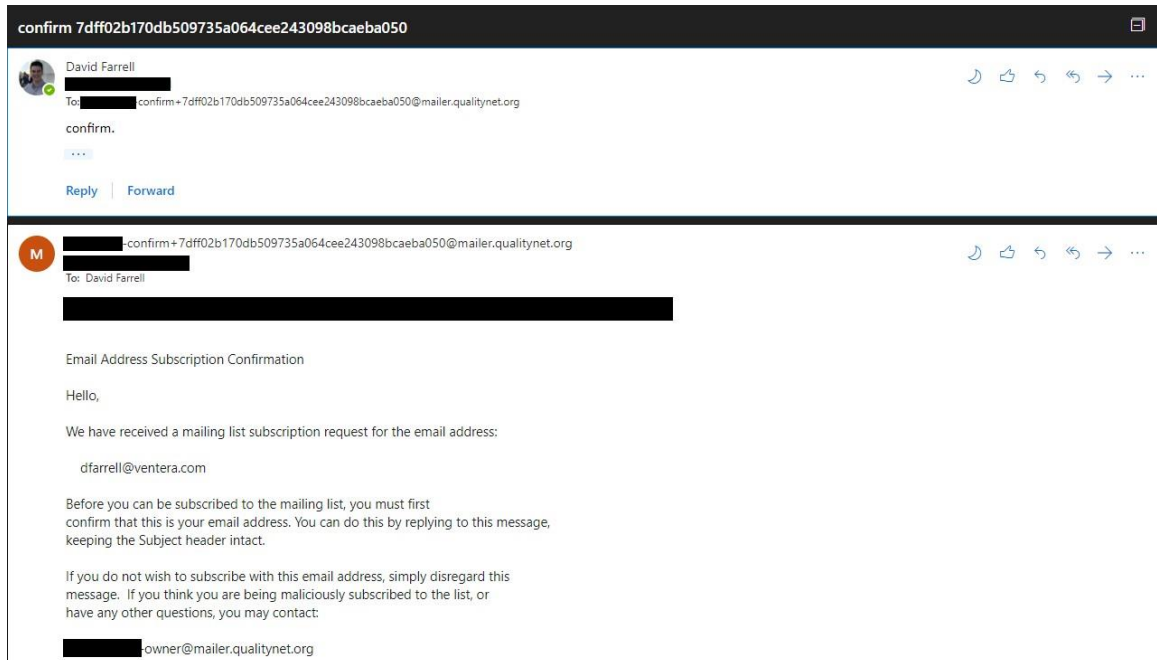 confirm 7dff02b170db509735a064cee243098bcaeba050
David Farrell
To: -confirm+7dff02b170db509735a064cee243098bcaeba050@mailer.qualitynet.org
confirm.
...
Reply | Forward
M
-confirm+7dff02b170db509735a064cee243098bcaeba050@mailer.qualitynet.org
To: David Farrell
Email Address Subscription Confirmation
Hello,
We have received a mailing list subscription request for the email address:
dfarrell@ventera.com
Before you can be subscribed to the mailing list, you must first
confirm that this is your email address. You can do this by replying to this message,
keeping the Subject header intact.
If you do not wish to subscribe with this email address, simply disregard this
message.  If you think you are being maliciously subscribed to the list, or
have any other questions, you may contact:
-owner@mailer.qualitynet.org